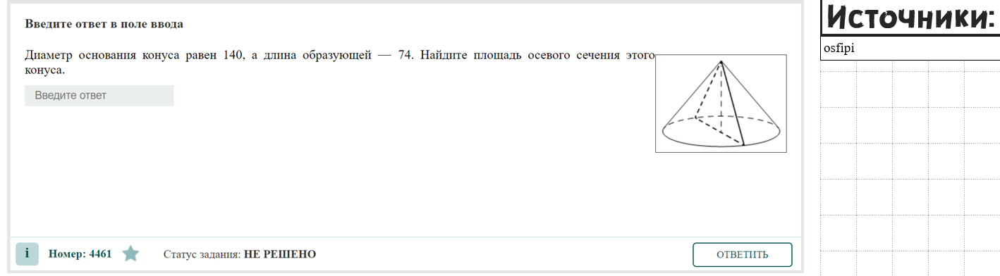 Введите ответ в поле ввода
Диаметр основания конуса равен 140, а длина образующей — 74. Найдите площадь осевого сечения этого
конуса.
Введите ответ
i Номер: 4461 Статус задания: НЕ РЕШЕНО ОТВЕТИТЬ
Источники:
osfipi